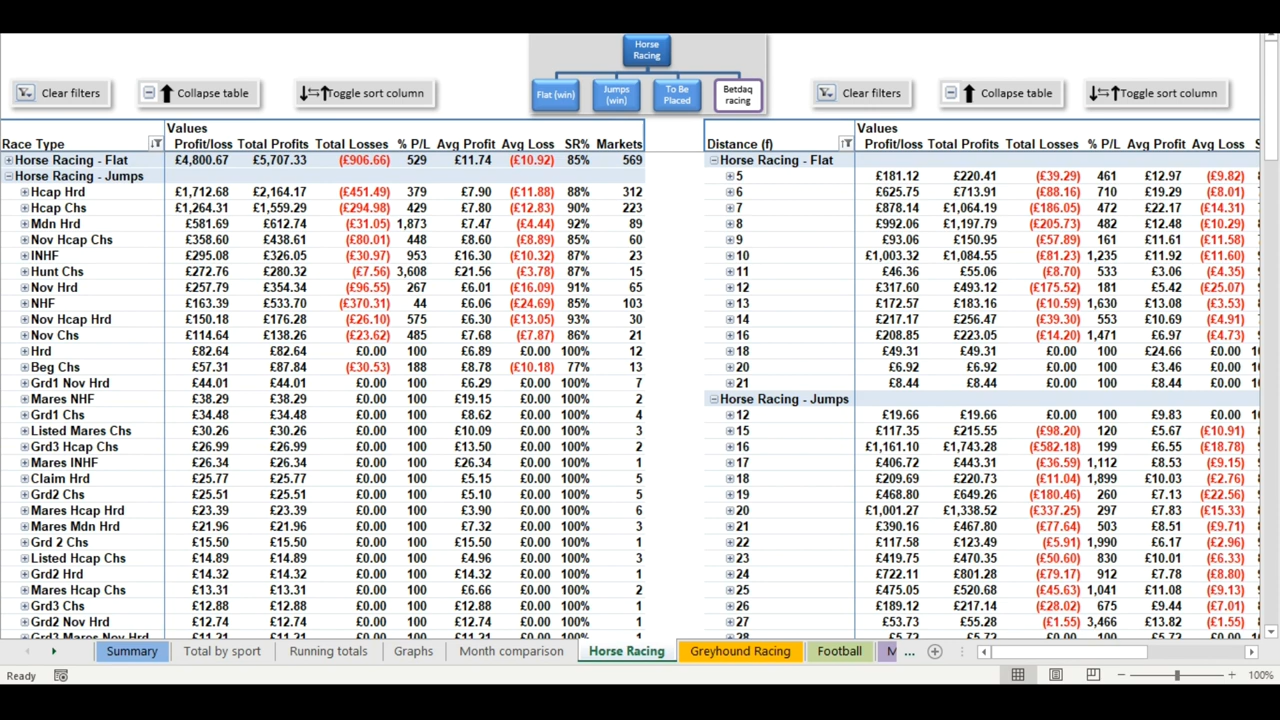 Horse Racing
Flat (win) Jumps (win) To Be Placed Betdaq racing
Clear filters Collapse table Toggle sort column Clear filters Collapse table Toggle sort column
Values Values
Race Type Profit/loss Total Profits Total Losses % P/L Avg Profit Avg Loss SR% Markets Distance (f) Profit/loss Total Profits Total Losses % P/L Avg Profit Avg Loss S
Horse Racing - Flat £4,800.67 £5,707.33 (£906.66) 529 £11.74 (£10.92) 85% 569 Horse Racing - Flat
Horse Racing - Jumps 5 £181.12 £220.41 (£39.29) 461 £12.97 (£9.82)
Hcap Hrd £1,712.68 £2,164.17 (£451.49) 379 £7.90 (£11.88) 88% 312 6 £625.75 £713.91 (£88.16) 710 £19.29 (£8.01)
Hcap Chs £1,264.31 £1,559.29 (£294.98) 429 £7.80 (£12.83) 90% 223 7 £878.14 £1,064.19 (£186.05) 472 £22.17 (£14.31)
Mdn Hrd £581.69 £612.74 (£31.05) 1,873 £7.47 (£4.44) 92% 89 8 £992.06 £1,197.79 (£205.73) 482 £12.48 (£10.29)
Nov Hcap Chs £358.60 £438.61 (£80.01) 448 £8.60 (£8.89) 85% 60 9 £93.06 £150.95 (£57.89) 161 £11.61 (£11.58)
INHF £295.08 £326.05 (£30.97) 953 £16.30 (£10.32) 87% 23 10 £1,003.32 £1,084.55 (£81.23) 1,235 £11.92 (£11.60)
Hunt Chs £272.76 £280.32 (£7.56) 3,608 £21.56 (£3.78) 87% 15 11 £46.36 £55.06 (£8.70) 533 £3.06 (£4.35)
Nov Hrd £257.79 £354.34 (£96.55) 267 £6.01 (£16.09) 91% 65 12 £317.60 £493.12 (£175.52) 181 £5.42 (£25.07)
NHF £163.39 £533.70 (£370.31) 44 £6.06 (£24.69) 85% 103 13 £172.57 £183.16 (£10.59) 1,630 £13.08 (£3.53)
Nov Hcap Hrd £150.18 £176.28 (£26.10) 575 £6.30 (£13.05) 93% 30 14 £217.17 £256.47 (£39.30) 553 £10.69 (£4.91)
Nov Chs £114.64 £138.26 (£23.62) 485 £7.68 (£7.87) 86% 21 16 £208.85 £223.05 (£14.20) 1,471 £6.97 (£4.73)
Hrd £82.64 £82.64 £0.00 100 £6.89 £0.00 100% 12 18 £49.31 £49.31 £0.00 100 £24.66 £0.00 10
Beg Chs £57.31 £87.84 (£30.53) 188 £8.78 (£10.18) 77% 13 20 £6.92 £6.92 £0.00 100 £3.46 £0.00 10
Grd1 Nov Hrd £44.01 £44.01 £0.00 100 £6.29 £0.00 100% 7 21 £8.44 £8.44 £0.00 100 £8.44 £0.00 10
Mares NHF £38.29 £38.29 £0.00 100 £19.15 £0.00 100% 2 Horse Racing - Jumps
Grd1 Chs £34.48 £34.48 £0.00 100 £8.62 £0.00 100% 4 12 £19.66 £19.66 £0.00 100 £9.83 £0.00 10
Listed Mares Chs £30.26 £30.26 £0.00 100 £10.09 £0.00 100% 3 15 £117.35 £215.55 (£98.20) 120 £5.67 (£10.91)
Grd3 Hcap Chs £26.99 £26.99 £0.00 100 £13.50 £0.00 100% 2 16 £1,161.10 £1,743.28 (£582.18) 199 £6.55 (£18.78)
Mares INHF £26.34 £26.34 £0.00 100 £26.34 £0.00 100% 1 17 £406.72 £443.31 (£36.59) 1,112 £8.53 (£9.15)
Claim Hrd £25.77 £25.77 £0.00 100 £5.15 £0.00 100% 5 18 £209.69 £220.73 (£11.04) 1,899 £10.03 (£2.76)
Grd2 Chs £25.51 £25.51 £0.00 100 £5.10 £0.00 100% 5 19 £468.80 £649.26 (£180.46) 260 £7.13 (£22.56)
Mares Hcap Hrd £23.39 £23.39 £0.00 100 £3.90 £0.00 100% 6 20 £1,001.27 £1,338.52 (£337.25) 297 £7.83 (£15.33)
Mares Mdn Hrd £21.96 £21.96 £0.00 100 £7.32 £0.00 100% 3 21 £390.16 £467.80 (£77.64) 503 £8.51 (£9.71)
Grd 2 Chs £15.50 £15.50 £0.00 100 £15.50 £0.00 100% 1 22 £117.58 £123.49 (£5.91) 1,990 £6.17 (£2.96)
Listed Hcap Chs £14.89 £14.89 £0.00 100 £4.96 £0.00 100% 3 23 £419.75 £470.35 (£50.60) 830 £10.01 (£6.33)
Grd2 Hrd £14.32 £14.32 £0.00 100 £14.32 £0.00 100% 1 24 £722.11 £801.28 (£79.17) 912 £7.78 (£8.80)
Mares Hcap Chs £13.31 £13.31 £0.00 100 £6.66 £0.00 100% 2 25 £475.05 £520.68 (£45.63) 1,041 £11.08 (£9.13)
Grd3 Chs £12.88 £12.88 £0.00 100 £12.88 £0.00 100% 1 26 £189.12 £217.14 (£28.02) 675 £9.44 (£7.01)
Grd2 Nov Hrd £12.74 £12.74 £0.00 100 £12.74 £0.00 100% 1 27 £53.73 £55.28 (£1.55) 3,466 £13.82 (£1.55)
Grd3 Mares Nov Hrd £11.21 £11.21 £0.00 100 £11.21 £0.00 100% 1 28 £5.72 £5.72 £0.00 100 £5.72 £0.00 10
Summary Total by sport Running totals Graphs Month comparison Horse Racing Greyhound Racing Football M ...
Ready 100%